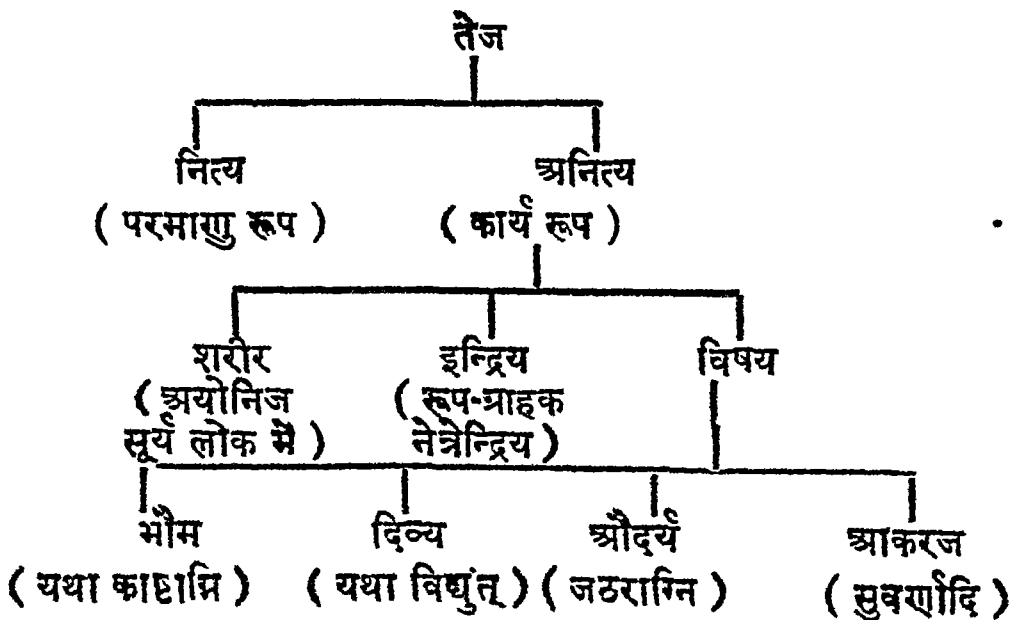 तेज
नित्य अनित्य
( परमाणु रूप ) ( कार्य रूप )
शरीर इन्द्रिय विषय
( अयोनिज ( रूप-ग्राहक
सूर्य लोक में ) नेत्रेन्द्रिय )
भौम दिव्य औदर्य आकरज
( यथा काष्टाग्नि ) ( यथा विद्युत् ) ( जठराग्नि ) ( सुवर्णादि )